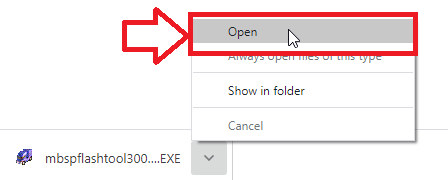 Open
Always open files of this type
Show in folder
Cancel
mbspflashtool300....EXE